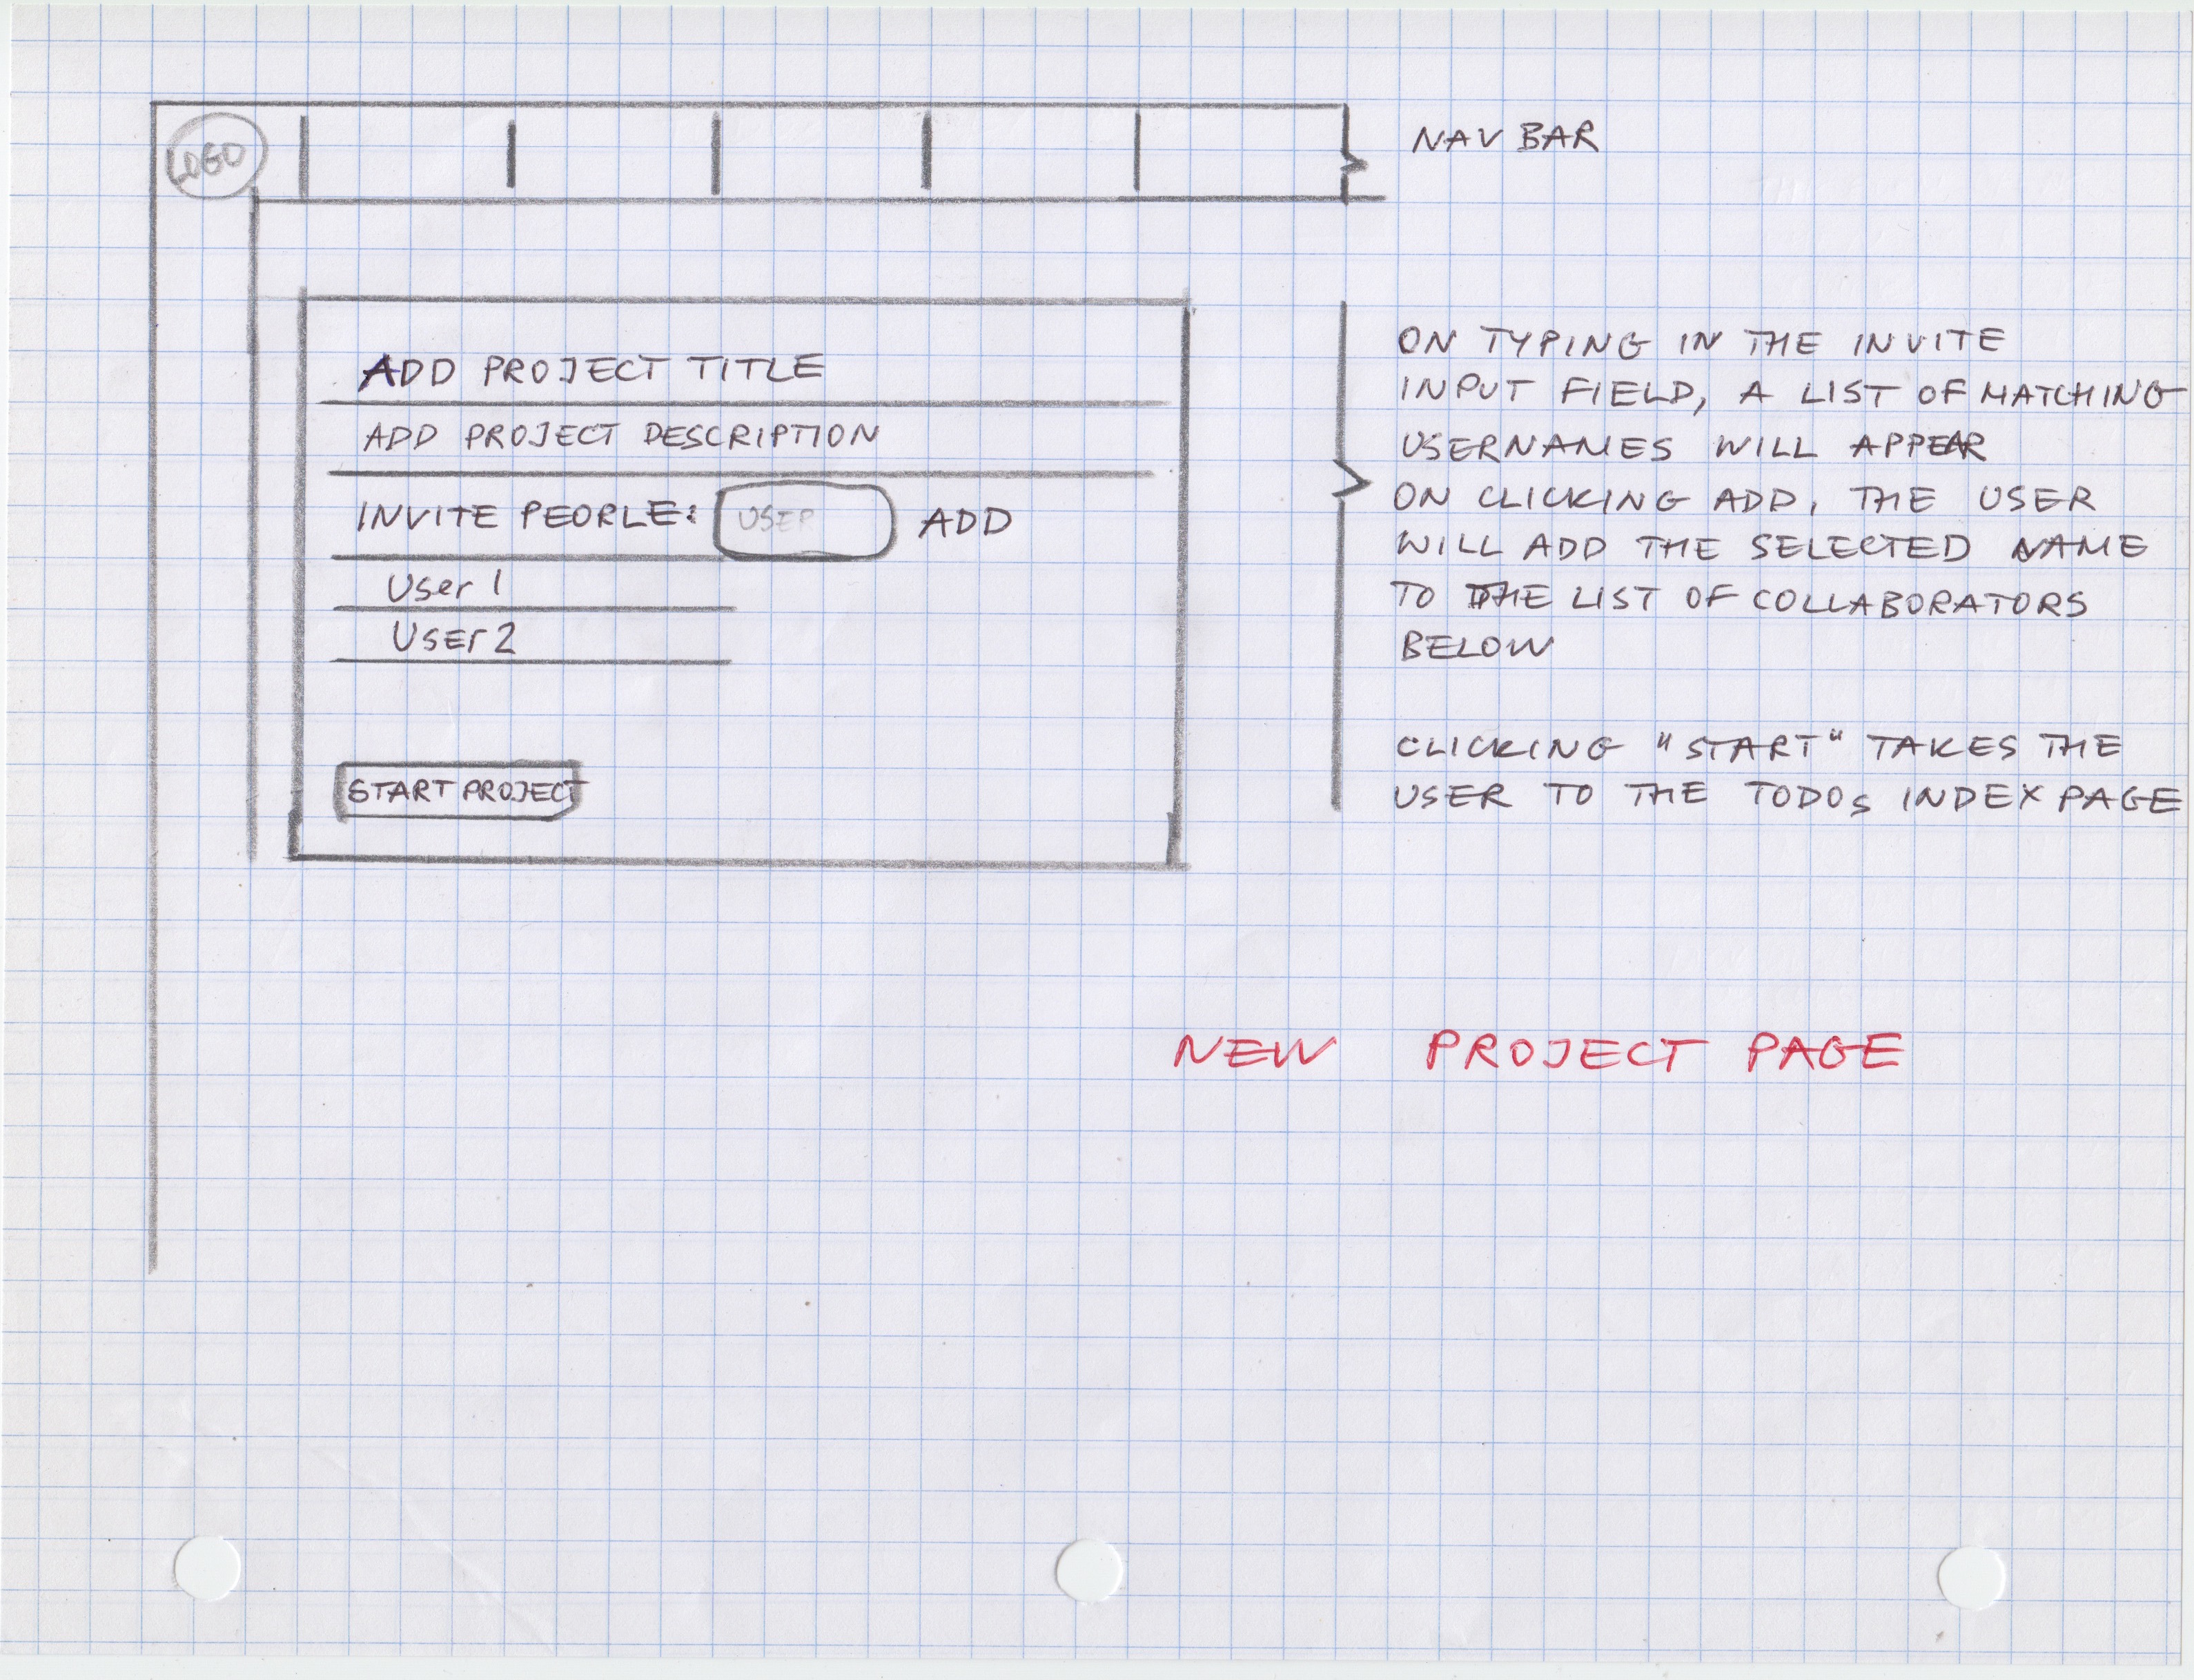 LOGO
NAV BAR
ADD PROJECT TITLE
ADD PROJECT DESCRIPTION
INVITE PEOPLE: USER ADD
User 1
User 2
START PROJECT
ON TYPING IN THE INVITE
INPUT FIELD, A LIST OF MATCHING
USERNAMES WILL APPEAR
ON CLICKING ADD, THE USER
WILL ADD THE SELECTED NAME
TO THE LIST OF COLLABORATORS
BELOW
CLICKING "START" TAKES THE
USER TO THE TODOs INDEX PAGE
NEW PROJECT PAGE